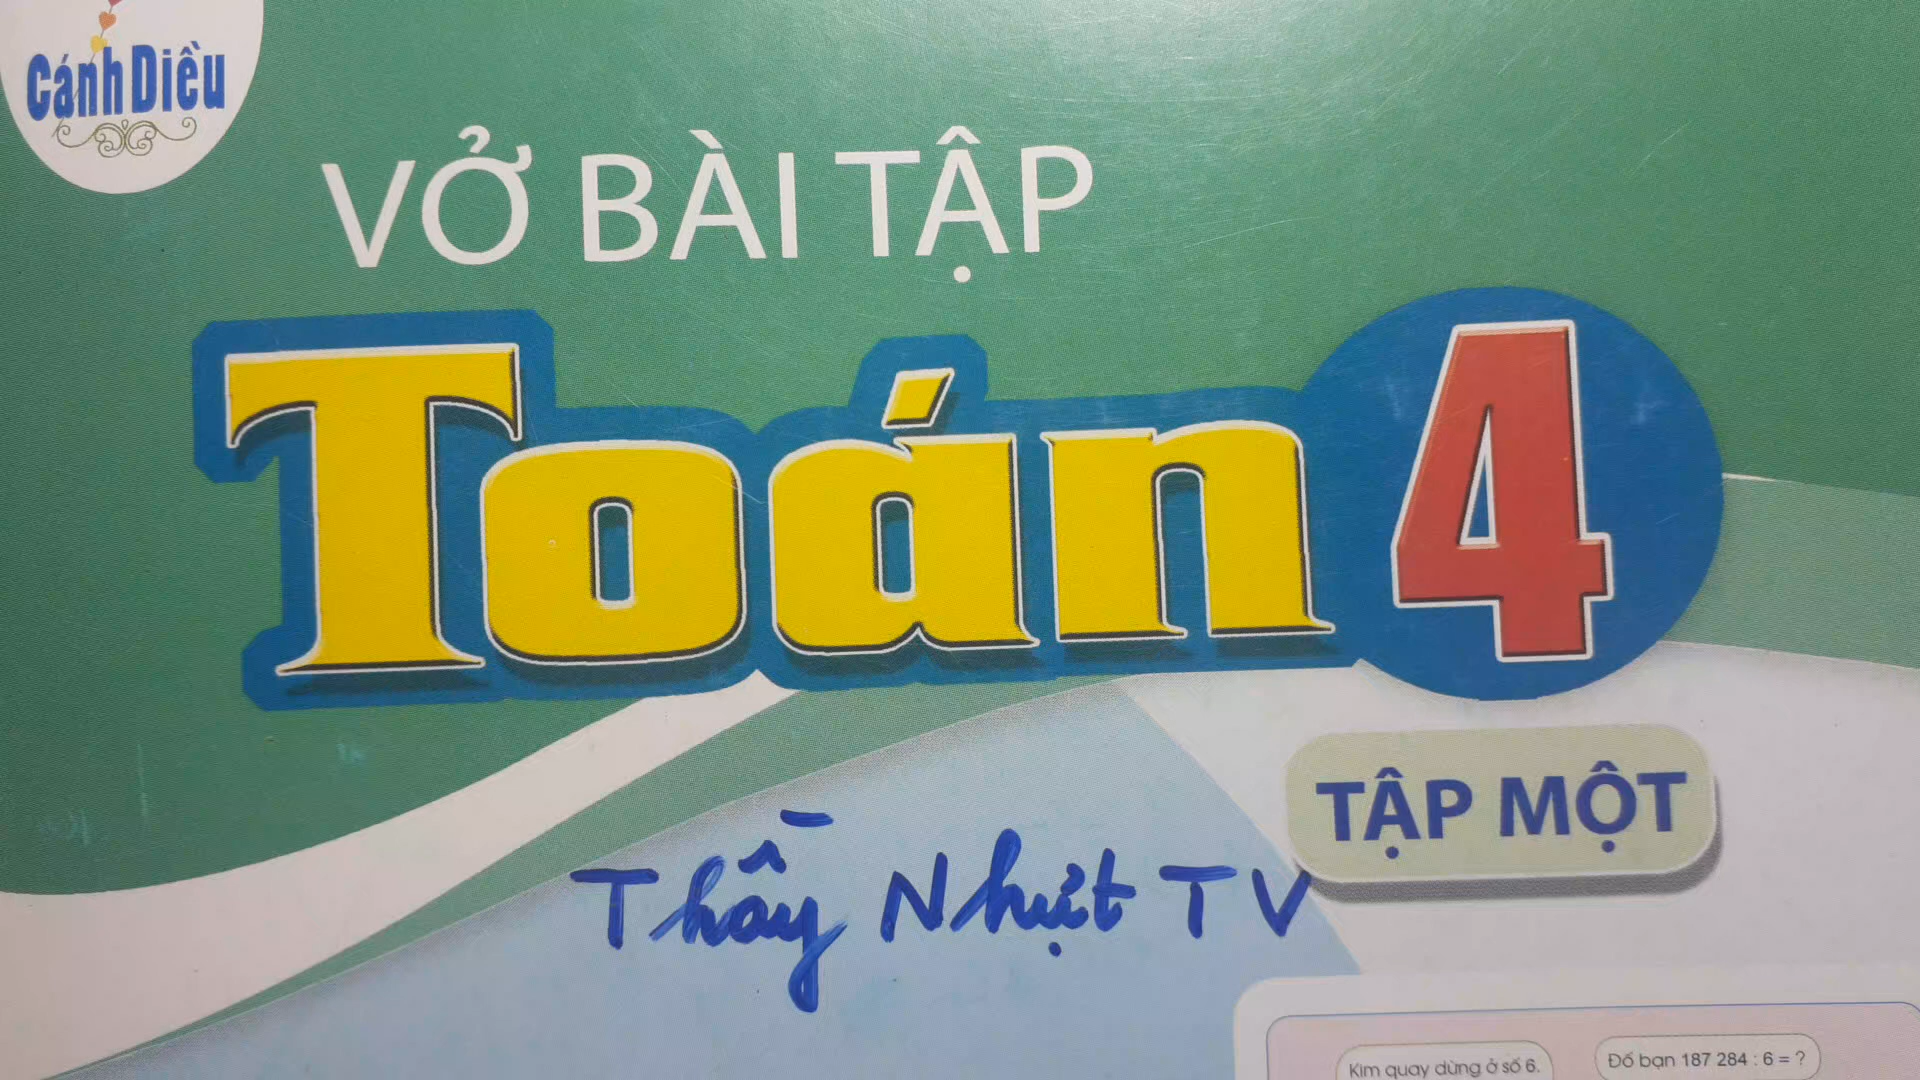 Cánh Diều
VỞ BÀI TẬP
Toán 4
TẬP MỘT
Thầy Nhựt TV
Kim quay dừng ở số 6.
Đố bạn 187 284 : 6 = ?